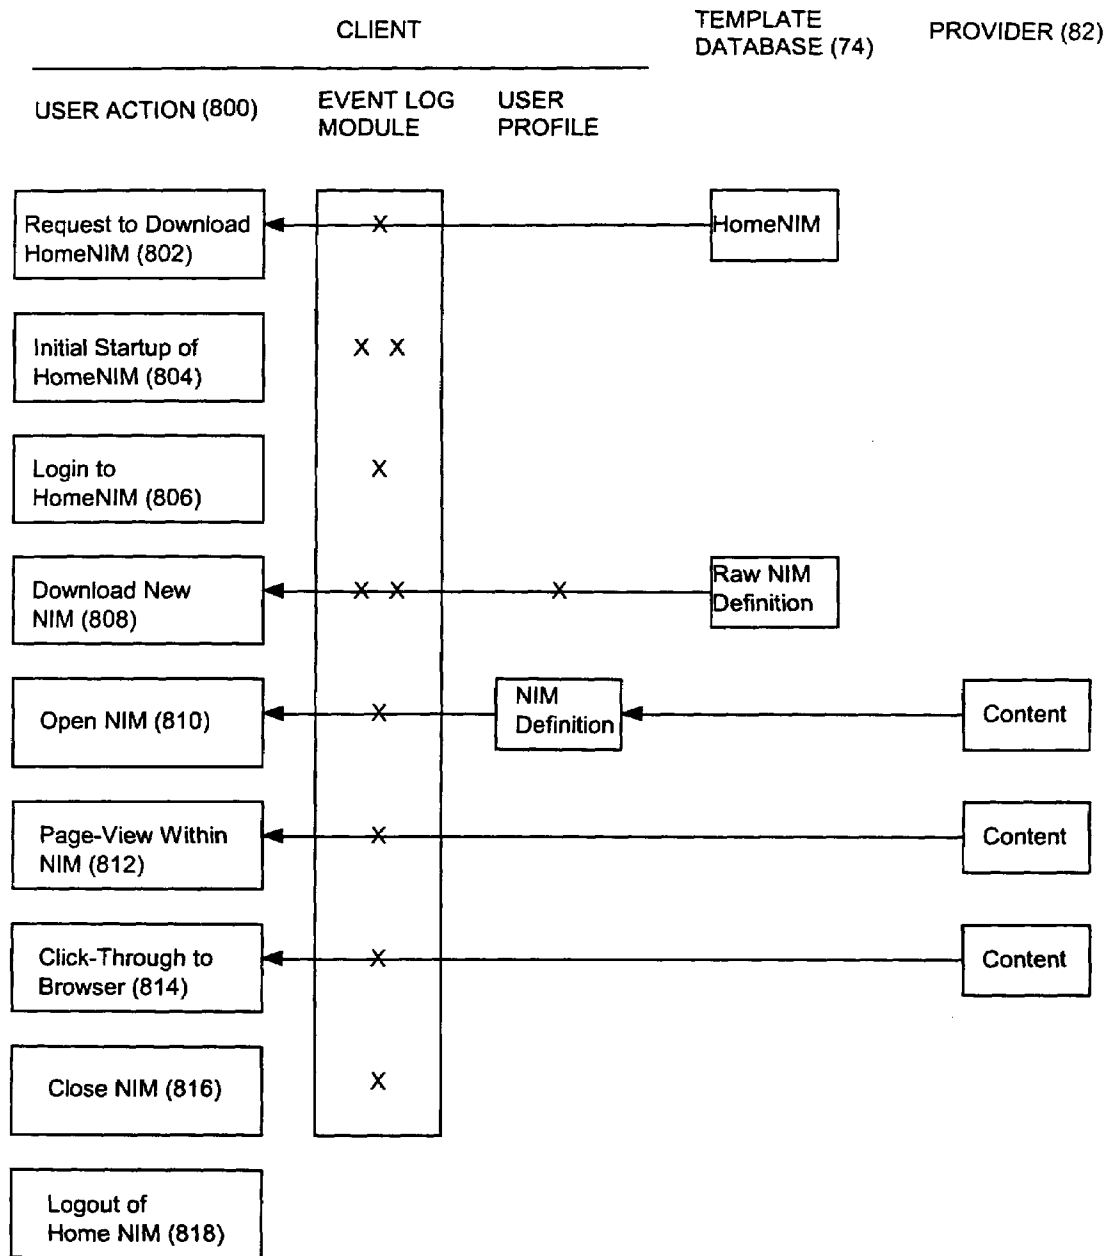 CLIENT
TEMPLATE
DATABASE (74)
PROVIDER (82)
USER ACTION (800)
EVENT LOG
MODULE
USER
PROFILE
Request to Download
HomeNIM (802)
X
HomeNIM
Initial Startup of
HomeNIM (804)
X X
Login to
HomeNIM (806)
X
Download New
NIM (808)
X X
X
Raw NIM
Definition
Open NIM (810)
X
NIM
Definition
Content
Page-View Within
NIM (812)
X
Content
Click-Through to
Browser (814)
X
Content
Close NIM (816)
X
Logout of
Home NIM (818)